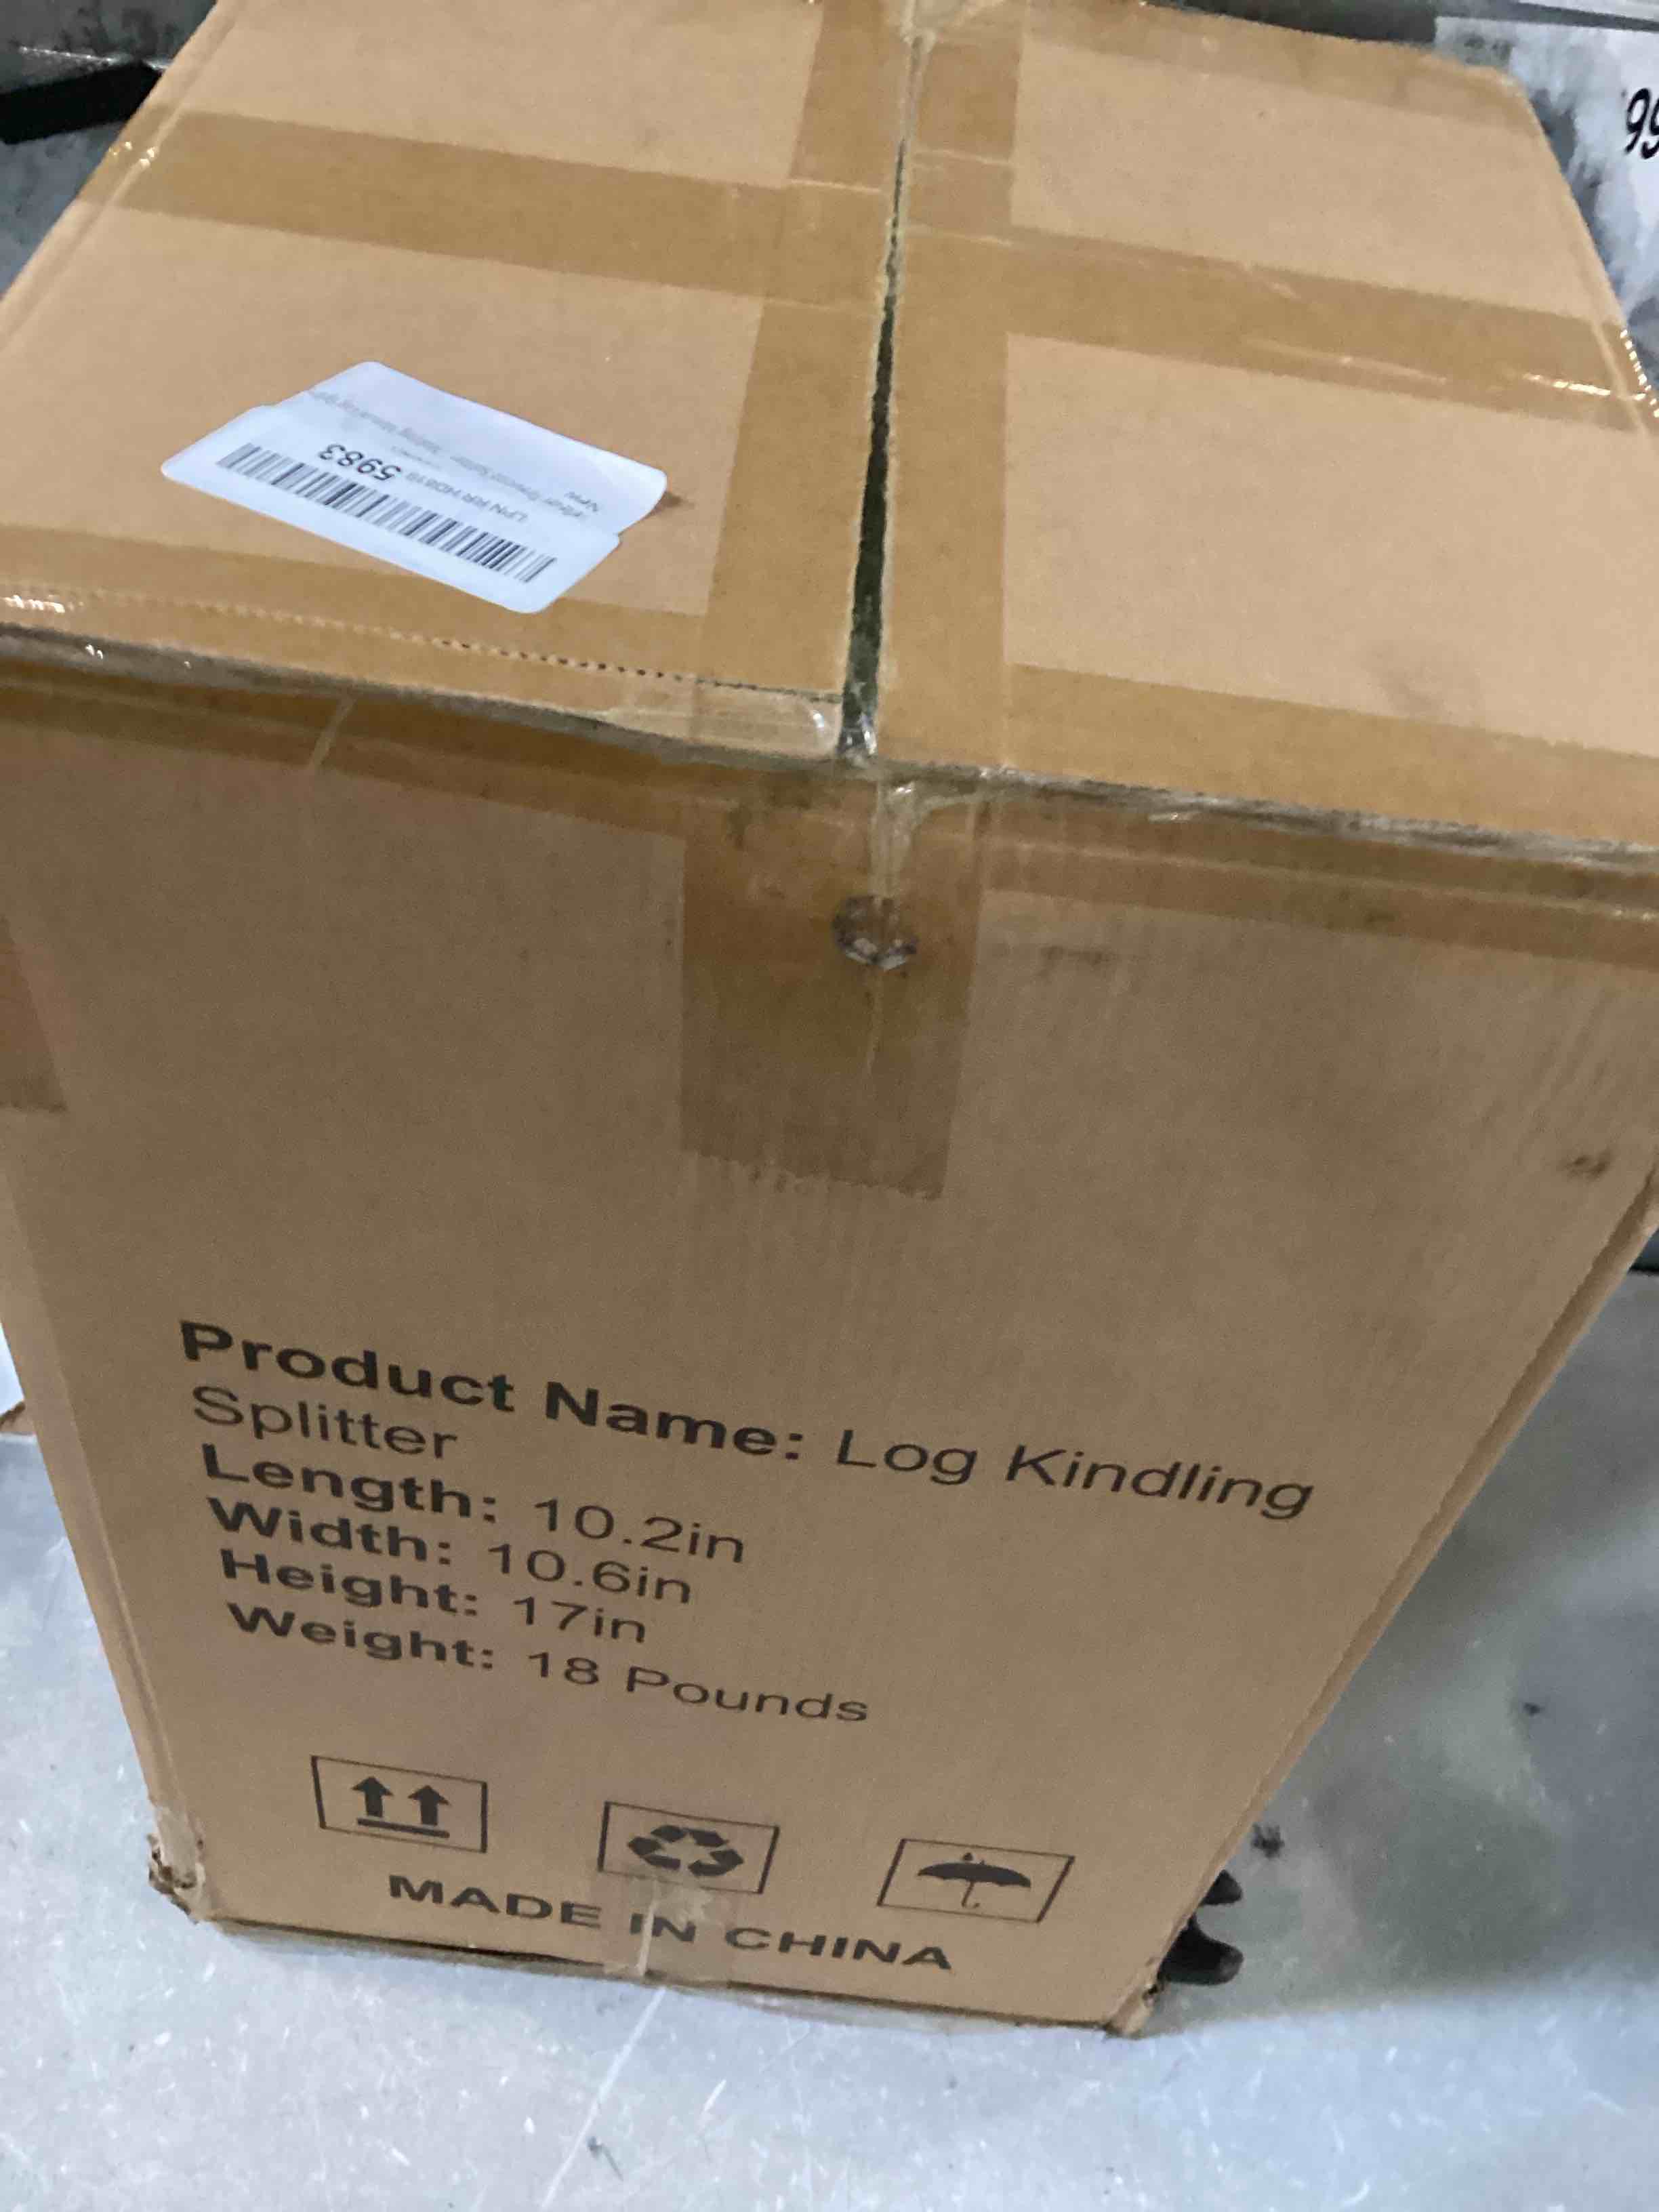 99
5983
Product Name: Log Kindling
Splitter
Length: 10.2in
Width: 10.6in
Height: 17in
Weight: 18 Pounds
MADE IN CHINA